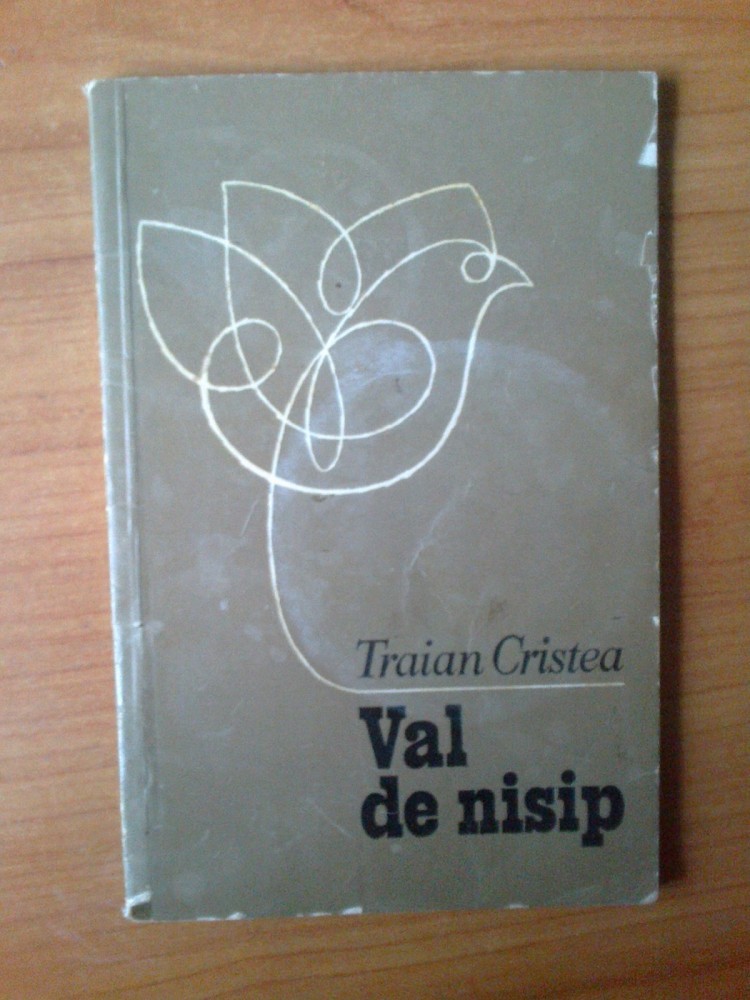 Traian Cristea
Val
de nisip